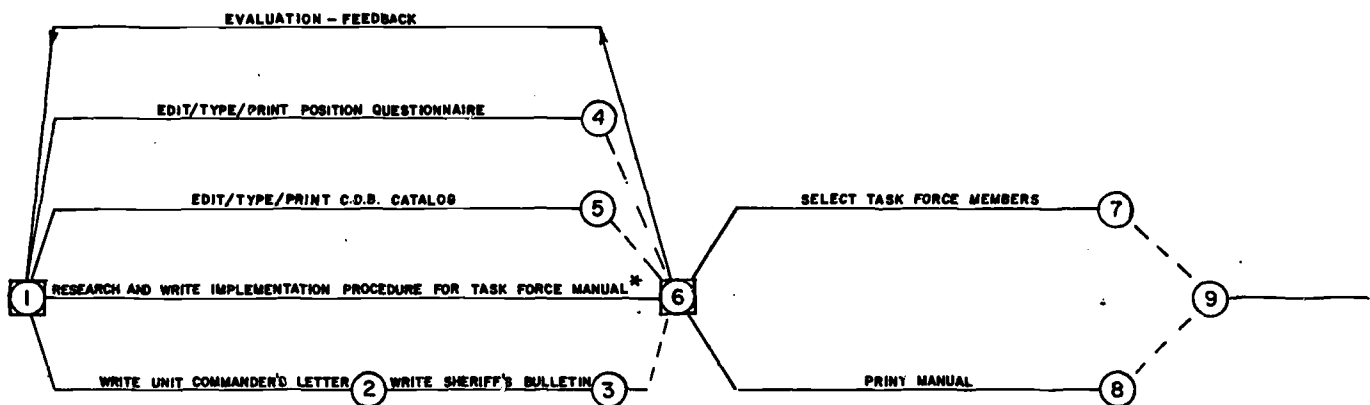 EVALUATION – FEEDBACK
EDIT/TYPE/PRINT POSITION QUESTIONNAIRE
4
EDIT/TYPE/PRINT C.D.B. CATALOG
5
SELECT TASK FORCE MEMBERS
7
1
RESEARCH AND WRITE IMPLEMENTATION PROCEDURE FOR TASK FORCE MANUAL*
6
9
WRITE UNIT COMMANDER'D LETTER
2
WRITE SHERIFF'S BULLETIN
3
PRINY MANUAL
8